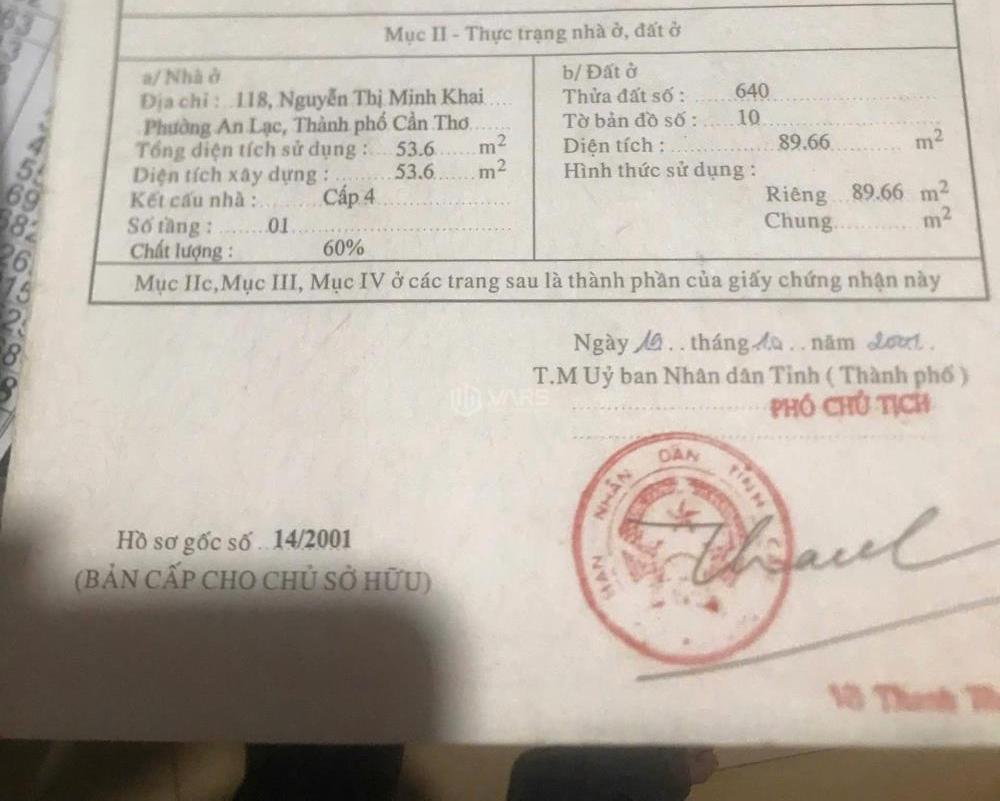 Mục II - Thực trạng nhà ở, đất ở
a/ Nhà ở
Địa chỉ : 118, Nguyễn Thị Minh Khai
Phường An Lạc, Thành phố Cần Thơ
Tổng diện tích sử dụng : 53.6 m²
Diện tích xây dựng : 53.6 m²
Kết cấu nhà : Cấp 4
Số tầng : 01
Chất lượng : 60%
b/ Đất ở
Thửa đất số : 640
Tờ bản đồ số : 10
Diện tích : 89.66 m²
Hình thức sử dụng :
Riêng 89.66 m²
Chung m²
Mục IIc,Mục III, Mục IV ở các trang sau là thành phần của giấy chứng nhận này
Ngày .. tháng 10 .. năm 2001.
T.M Uỷ ban Nhân dân Tỉnh ( Thành phố )
PHÓ CHỦ TỊCH
VARS
NHÂN DÂN TỈNH
Hồ sơ gốc số .. 14/2001
(BẢN CẤP CHO CHỦ SỞ HỮU)